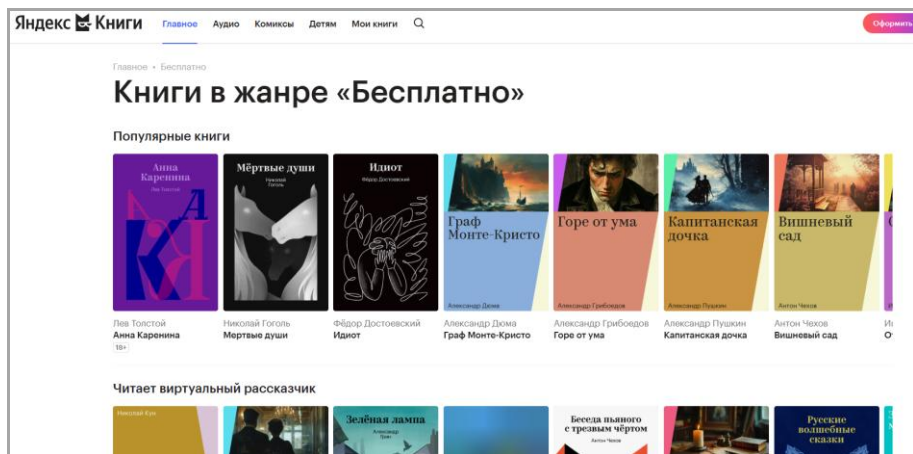 Яндекс Книги Главное Аудио Комиксы Детям Мои книги Оформить
Главное • Бесплатно
Книги в жанре «Бесплатно»
Популярные книги
Анна
Каренина
Лев Толстой
Мёртвые души
Николай
Гоголь
Идиот
Фёдор Достоевский
Граф
Монте-Кристо
Александр Дюма
Горе от ума
Александр Грибоедов
Капитанская
дочка
Александр Пушкин
Вишневый
сад
Антон Чехов
Лев Толстой
Анна Каренина
18+
Николай Гоголь
Мертвые души
Фёдор Достоевский
Идиот
Александр Дюма
Граф Монте-Кристо
Александр Грибоедов
Горе от ума
Александр Пушкин
Капитанская дочка
Антон Чехов
Вишневый сад
Читает виртуальный рассказчик
Николай Кун
Зелёная лампа
Александр
Грин
Беседа пьяного
с трезвым чёртом
Антон Чехов
Русские
волшебные
сказки